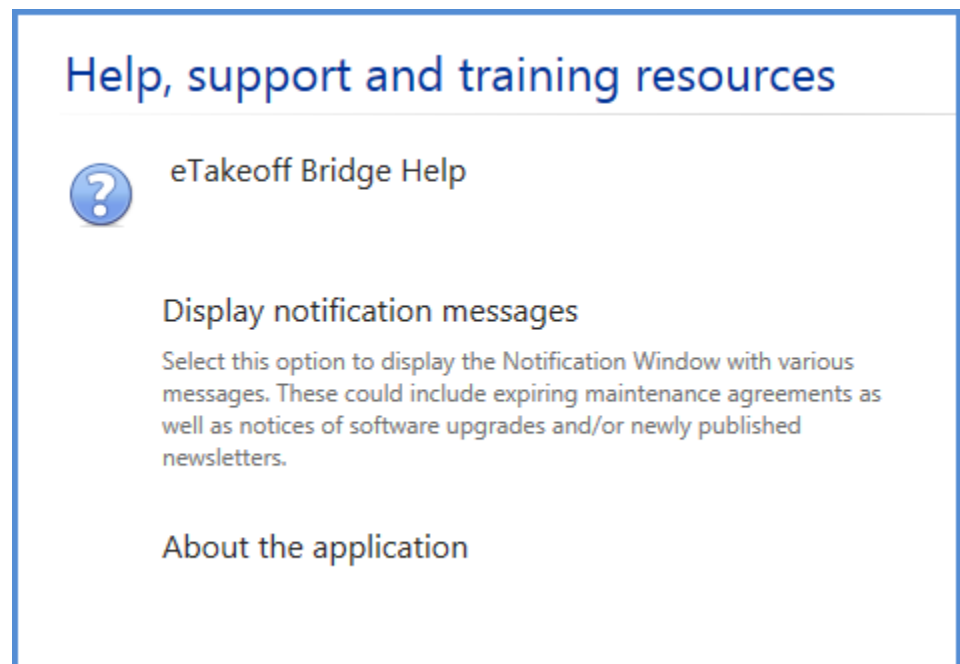 Help, support and training resources
eTakeoff Bridge Help
Display notification messages
Select this option to display the Notification Window with various
messages. These could include expiring maintenance agreements as
well as notices of software upgrades and/or newly published
newsletters.
About the application